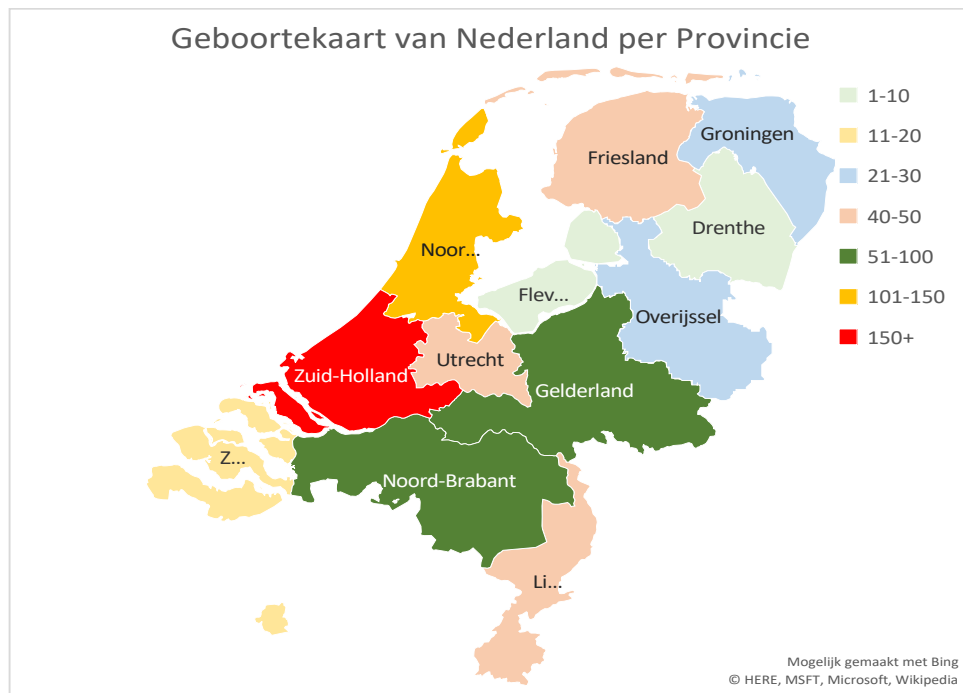 Geboortekaart van Nederland per Provincie
1-10
11-20
21-30
40-50
51-100
101-150
150+
Groningen
Friesland
Drenthe
Noor...
Flev...
Overijssel
Utrecht
Zuid-Holland
Gelderland
Z...
Noord-Brabant
Li...
Mogelijk gemaakt met Bing
© HERE, MSFT, Microsoft, Wikipedia